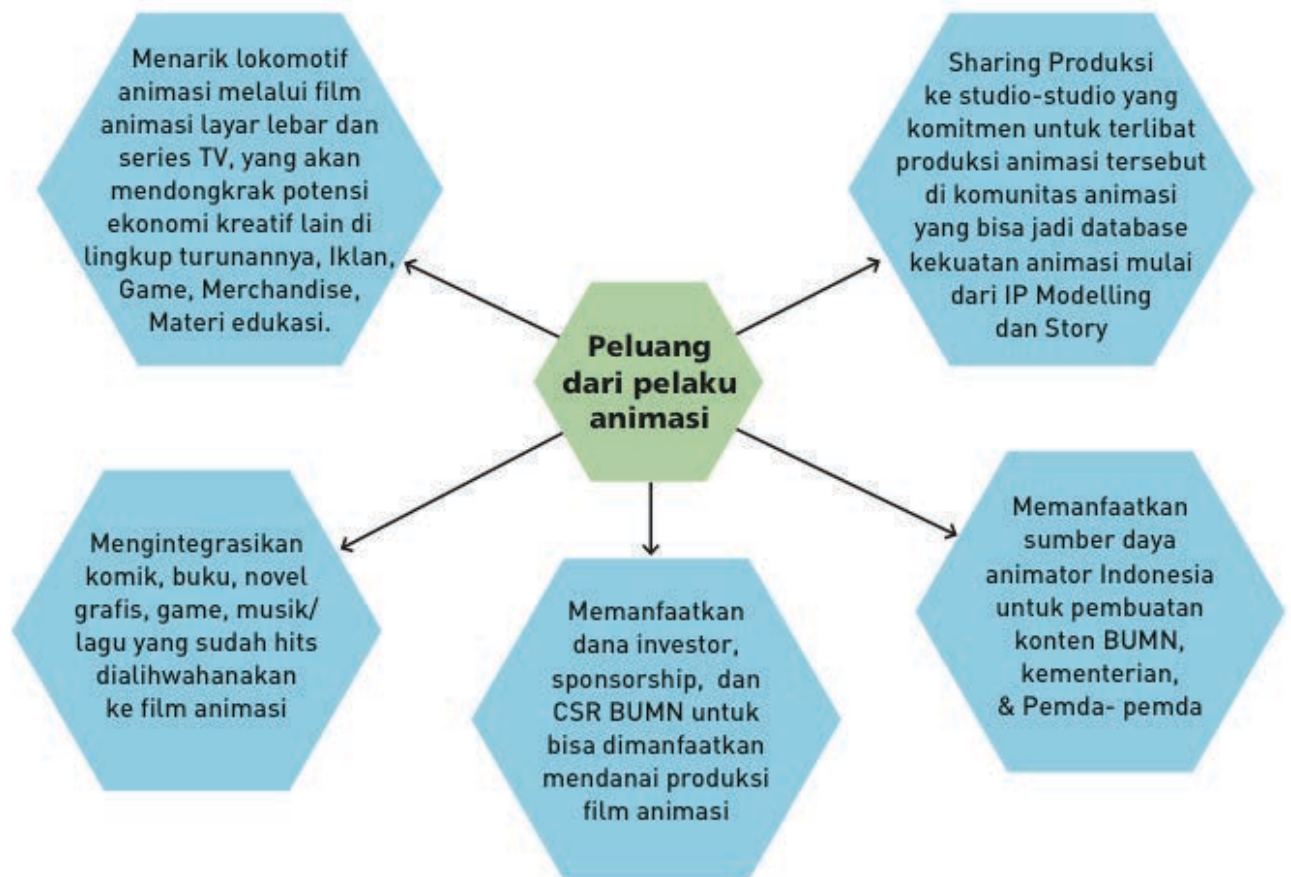 Menarik lokomotif
animasi melalui film
animasi layar lebar dan
series TV, yang akan
mendongkrak potensi
ekonomi kreatif lain di
lingkup turunannya, Iklan,
Game, Merchandise,
Materi edukasi.
Sharing Produksi
ke studio-studio yang
komitmen untuk terlibat
produksi animasi tersebut
di komunitas animasi
yang bisa jadi database
kekuatan animasi mulai
dari IP Modelling
dan Story
Peluang
dari pelaku
animasi
Mengintegrasikan
komik, buku, novel
grafis, game, musik/
lagu yang sudah hits
dialihwahanakan
ke film animasi
Memanfaatkan
dana investor,
sponsorship, dan
CSR BUMN untuk
bisa dimanfaatkan
mendanai produksi
film animasi
Memanfaatkan
sumber daya
animator Indonesia
untuk pembuatan
konten BUMN,
kementerian,
& Pemda- pemda